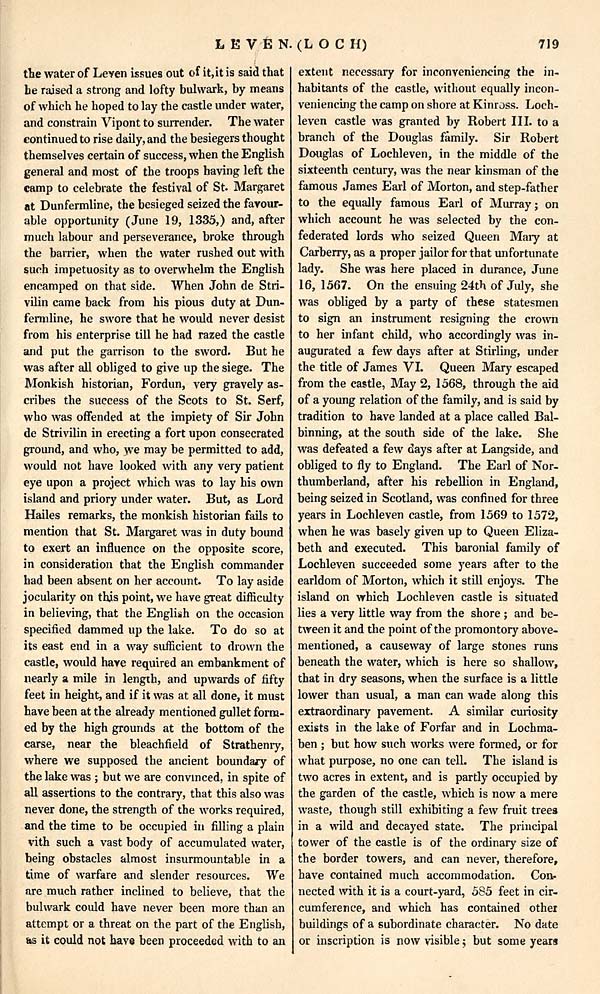 LEVEN. (LOCH) 719
the water of Leven issues out of it, it is said that
he raised a strong and lofty bulwark, by means
of which he hoped to lay the castle under water,
and constrain Vipont to surrender. The water
continued to rise daily, and the besiegers thought
themselves certain of success, when the English
general and most of the troops having left the
camp to celebrate the festival of St. Margaret
at Dunfermline, the besieged seized the favour-
able opportunity (June 19, 1335,) and, after
much labour and perseverance, broke through
the barrier, when the water rushed out with
such impetuosity as to overwhelm the English
encamped on that side. When John de Stri-
vilin came back from his pious duty at Dun-
fermline, he swore that he would never desist
from his enterprise till he had razed the castle
and put the garrison to the sword. But he
was after all obliged to give up the siege. The
Monkish historian, Fordun, very gravely as-
cribes the success of the Scots to St. Serf,
who was offended at the impiety of Sir John
de Strivilin in erecting a fort upon consecrated
ground, and who, we may be permitted to add,
would not have looked with any very patient
eye upon a project which was to lay his own
island and priory under water. But, as Lord
Hailes remarks, the monkish historian fails to
mention that St. Margaret was in duty bound
to exert an influence on the opposite score,
in consideration that the English commander
had been absent on her account. To lay aside
jocularity on this point, we have great difficulty
in believing, that the English on the occasion
specified dammed up the lake. To do so at
its east end in a way sufficient to drown the
castle, would have required an embankment of
nearly a mile in length, and upwards of fifty
feet in height, and if it was at all done, it must
have been at the already mentioned gullet form-
ed by the high grounds at the bottom of the
carse, near the bleachfield of Strathenry,
where we supposed the ancient boundary of
the lake was; but we are convinced, in spite of
all assertions to the contrary, that this also was
never done, the strength of the works required,
and the time to be occupied in filling a plain
vith such a vast body of accumulated water,
being obstacles almost insurmountable in a
time of warfare and slender resources. We
are much rather inclined to believe, that the
bulwark could have never been more than an
attempt or a threat on the part of the English,
as it could not have been proceeded with to an
extent necessary for inconveniencing the in-
habitants of the castle, without equally incon-
veniencing the camp on shore at Kinross. Loch-
leven castle was granted by Robert III. to a
branch of the Douglas family. Sir Robert
Douglas of Lochleven, in the middle of the
sixteenth century, was the near kinsman of the
famous James Earl of Morton, and step-father
to the equally famous Earl of Murray; on
which account he was selected by the con-
federated lords who seized Queen Mary at
Carberry, as a proper jailor for that unfortunate
lady. She was here placed in durance, June
16, 1567. On the ensuing 24th of July, she
was obliged by a party of these statesmen
to sign an instrument resigning the crown
to her infant child, who accordingly was in-
augurated a few days after at Stirling, under
the title of James VI. Queen Mary escaped
from the castle, May 2, 1568, through the aid
of a young relation of the family, and is said by
tradition to have landed at a place called Bal-
binning, at the south side of the lake. She
was defeated a few days after at Langside, and
obliged to fly to England. The Earl of Nor-
thumberland, after his rebellion in England,
being seized in Scotland, was confined for three
years in Lochleven castle, from 1569 to 1572,
when he was basely given up to Queen Eliza-
beth and executed. This baronial family of
Lochleven succeeded some years after to the
earldom of Morton, which it still enjoys. The
island on which Lochleven castle is situated
lies a very little way from the shore; and be-
tween it and the point of the promontory above-
mentioned, a causeway of large stones runs
beneath the water, which is here so shallow,
that in dry seasons, when the surface is a little
lower than usual, a man can wade along this
extraordinary pavement. A similar curiosity
exists in the lake of Forfar and in Lochma-
ben; but how such works were formed, or for
what purpose, no one can tell. The island is
two acres in extent, and is partly occupied by
the garden of the castle, which is now a mere
waste, though still exhibiting a few fruit trees
in a wild and decayed state. The principal
tower of the castle is of the ordinary size of
the border towers, and can never, therefore,
have contained much accommodation. Con-
nected with it is a court-yard, 585 feet in cir-
cumference, and which has contained other
buildings of a subordinate character. No date
or inscription is now visible; but some years